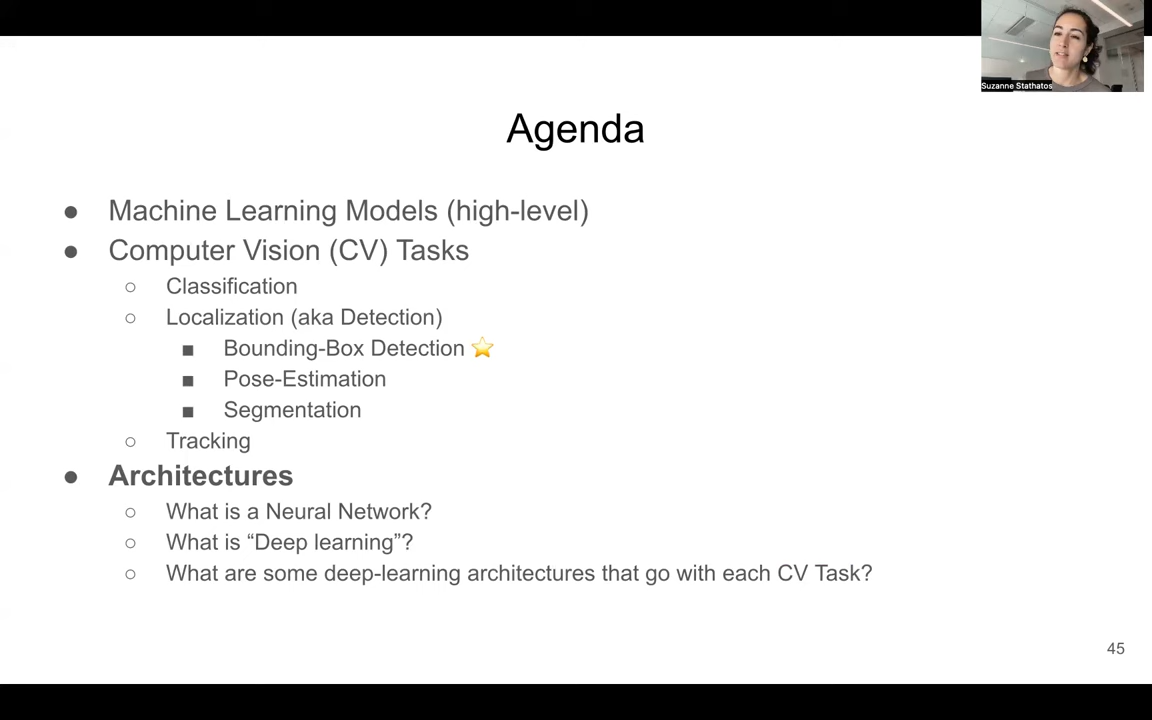 Suzanne Stathatos
Agenda
● Machine Learning Models (high-level)
● Computer Vision (CV) Tasks
○ Classification
○ Localization (aka Detection)
■ Bounding-Box Detection ⭐
■ Pose-Estimation
■ Segmentation
○ Tracking
● Architectures
○ What is a Neural Network?
○ What is “Deep learning”?
○ What are some deep-learning architectures that go with each CV Task?
45